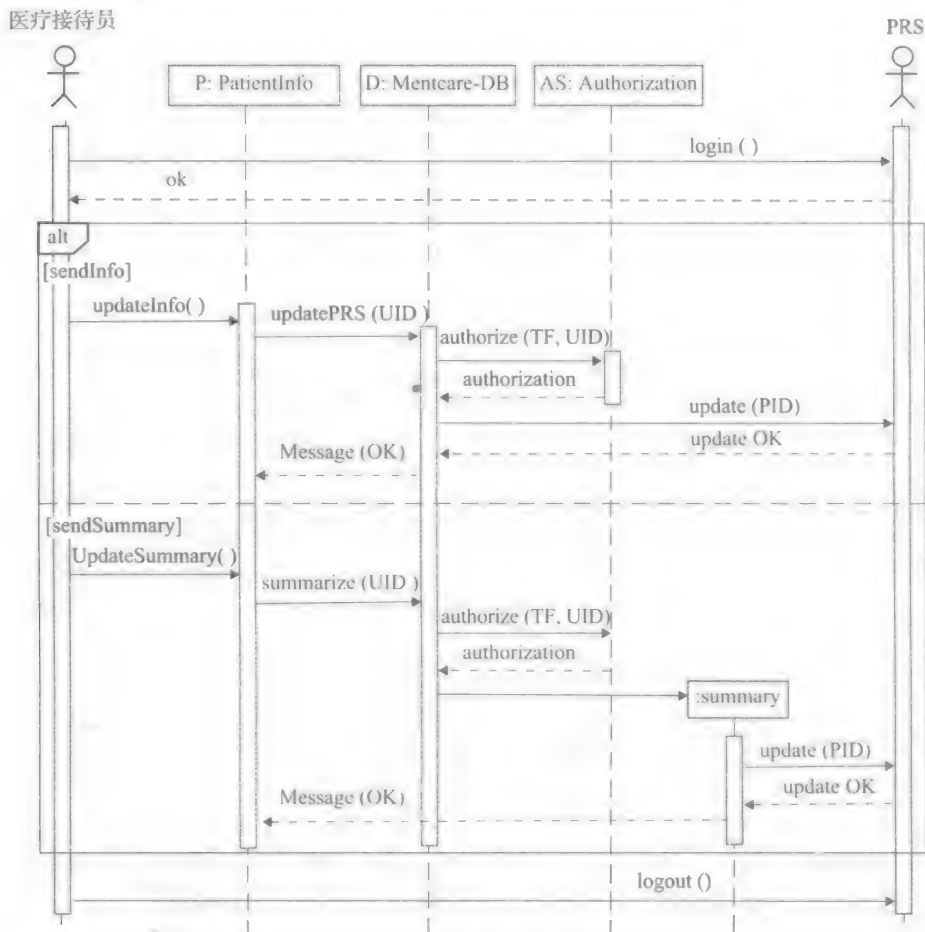 医疗接待员
PRS
P: PatientInfo
D: Mentcare-DB
AS: Authorization
login ( )
ok
alt
[sendInfo]
updateInfo( )
updatePRS (UID )
authorize (TF, UID)
authorization
update (PID)
update OK
Message (OK)
[sendSummary]
UpdateSummary( )
summarize (UID )
authorize (TF, UID)
authorization
:summary
update (PID)
update OK
Message (OK)
logout ()